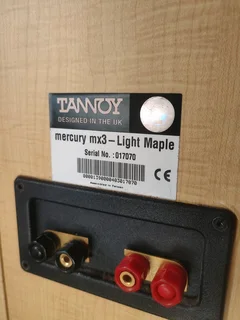 TANNOY
DESIGNED IN THE UK
mercury mx3-Light Maple
Serial No. :017070
CE